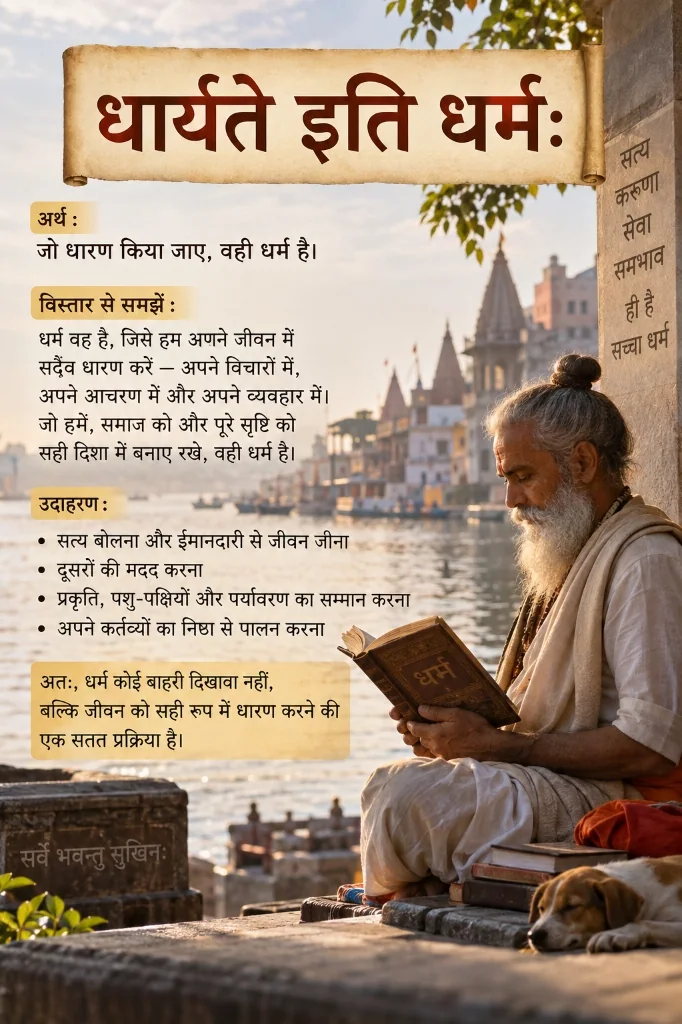 धार्यते इति धर्मः
अर्थ :
जो धारण किया जाए, वही धर्म है।
विस्तार से समझें :
धर्म वह है, जिसे हम अणने जीवन में
सदैव धारण करें – अपने विचारों में,
अपने आचरण में और अपने व्यवहार में।
जो हमें, समाज को और पूरे सृष्टि को
सही दिशा में बनाए रखे, वही धर्म है।
उदाहरण :
• सत्य बोलना और ईमानदारी से जीवन जीना
• दूसरों की मदद करना
• प्रकृति, पशु-पक्षियों और पर्यावरण का सम्मान करना
• अपने कर्तव्यों का निष्ठा से पालन करना
अतः, धर्म कोई बाहरी दिखावा नहीं,
बल्कि जीवन को सही रूप में धारण करने की
एक सतत प्रक्रिया है।
सत्य
करूणा
सेवा
समभाव
ही है
सच्चा धर्म
धर्म
सर्वे भवन्तु सुखिनः